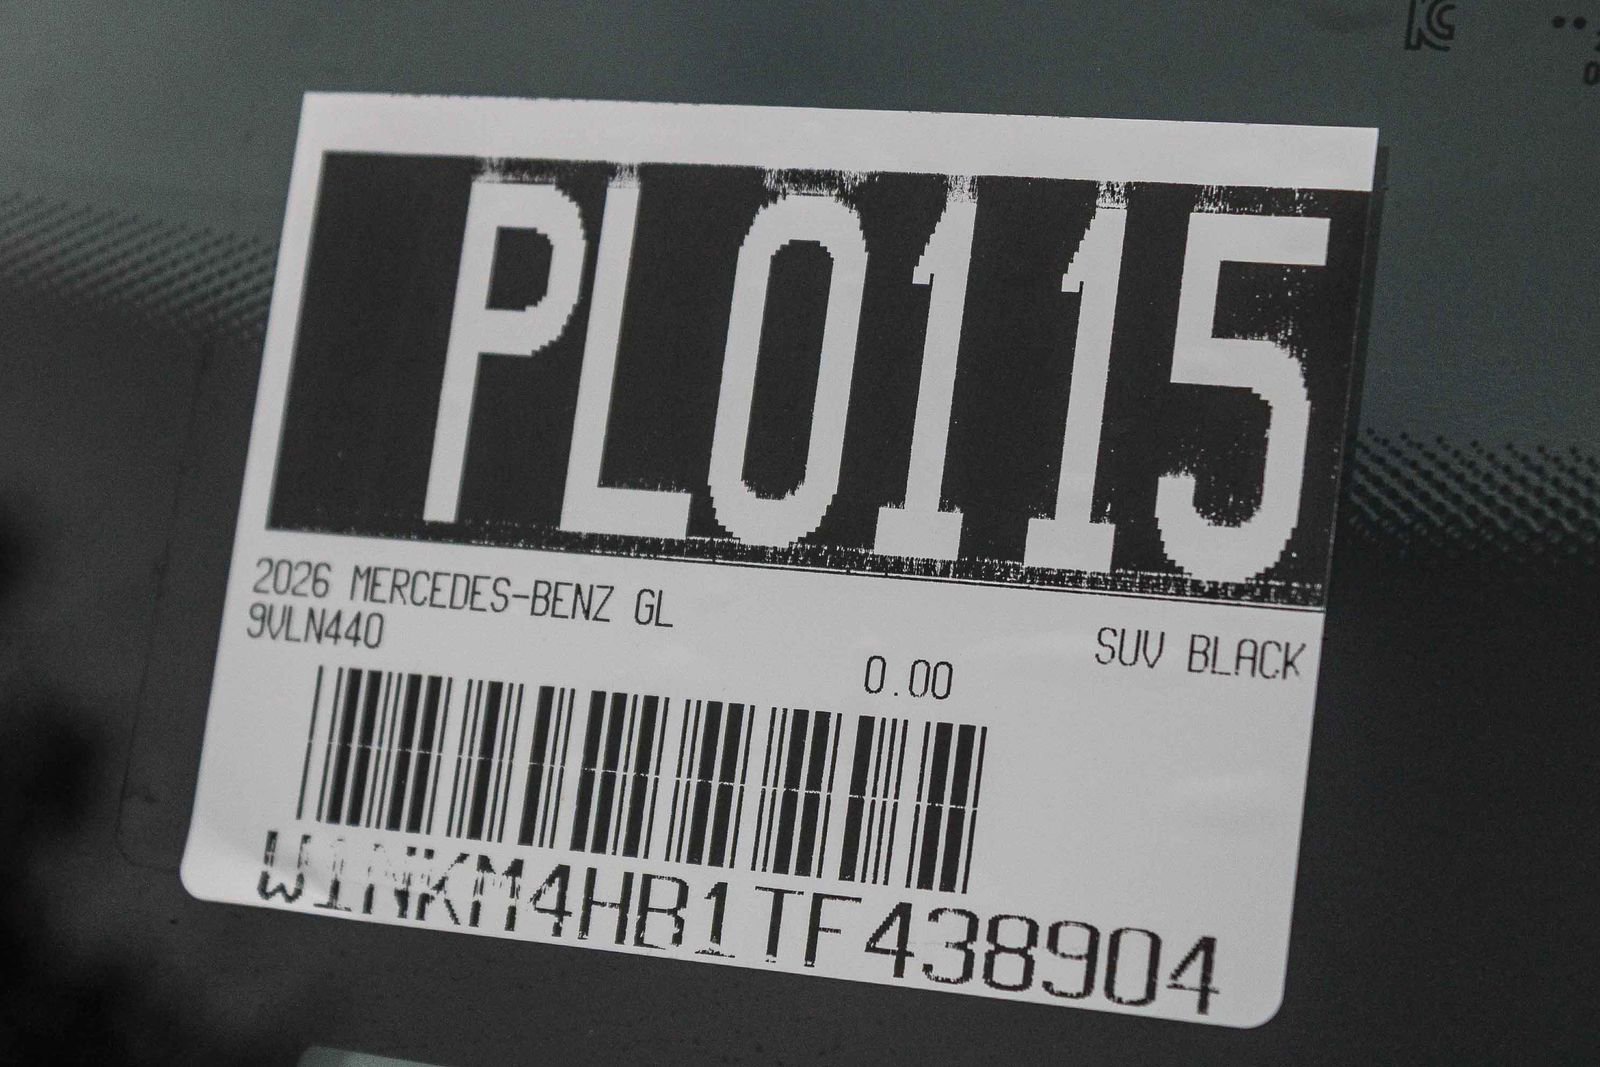 PL0115
2026 MERCEDES-BENZ GL
SUV BLACK
9VLN440
0.00
W1NKM4HB1TF438904